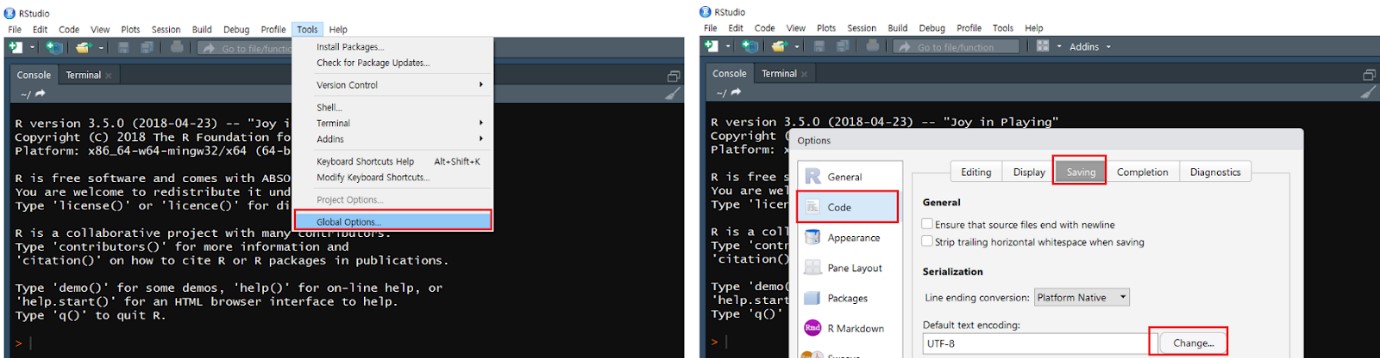 RStudio
File Edit Code View Plots Session Build Debug Profile Tools Help
Go to file/function
Console Terminal
~/
R version 3.5.0 (2018-04-23) -- "Joy i
Copyright (C) 2018 The R Foundation fo
Platform: x86_64-w64-mingw32/x64 (64-b
R is free software and comes with ABSO
You are welcome to redistribute it und
Type 'license()' or 'licence()' for di
R is a collaborative project with many contributors.
Type 'contributors()' for more information and
'citation()' on how to cite R or R packages in publications.
Type 'demo()' for some demos, 'help()' for on-line help, or
'help.start()' for an HTML browser interface to help.
Type 'q()' to quit R.
>
Install Packages...
Check for Package Updates...
Version Control
Shell...
Terminal
Addins
Keyboard Shortcuts Help Alt+Shift+K
Modify Keyboard Shortcuts...
Project Options...
Global Options...
RStudio
File Edit Code View Plots Session Build Debug Profile Tools Help
Go to file/function Addins
Console Terminal
~/
R version 3.5.0 (2018-04-23) -- "Joy in Playing"
Copyright (
Platform: x
R is free s
You are wel
Type 'licen
R is a coll
Type 'contr
'citation()
Type 'demo(
'help.start
Type 'q()'
>
Options
R General
Code
Appearance
Pane Layout
Packages
Rmd R Markdown
Editing Display Saving Completion Diagnostics
General
Ensure that source files end with newline
Strip trailing horizontal whitespace when saving
Serialization
Line ending conversion: Platform Native
Default text encoding:
UTF-8 Change...